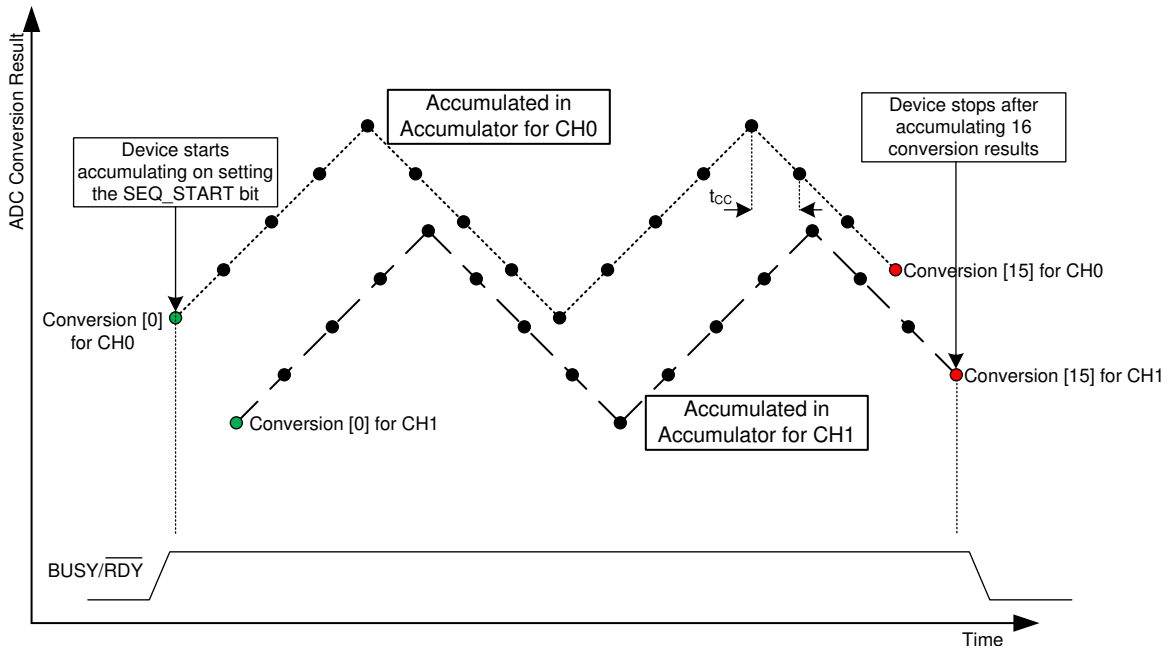 ADC Conversion Result
Accumulated in
Accumulator for CH0
Device stops after
accumulating 16
conversion results
Device starts
accumulating on setting
the SEQ_START bit
tCC
Conversion [15] for CH0
Conversion [0]
for CH0
Conversion [15] for CH1
Conversion [0] for CH1
Accumulated in
Accumulator for CH1
BUSY/RDY
Time